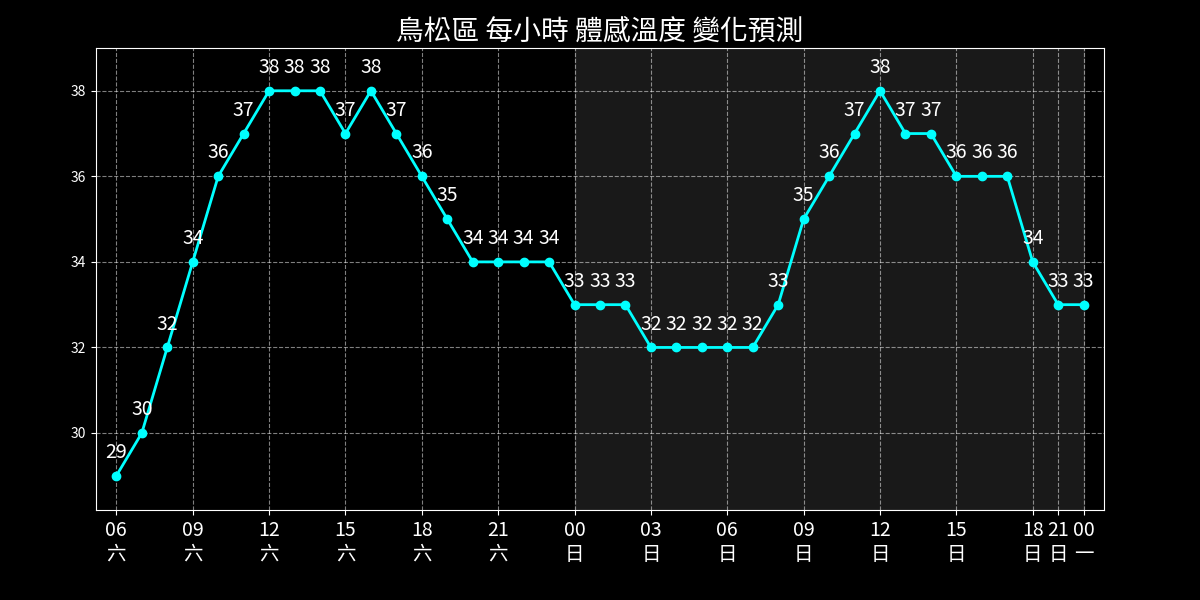 鳥松區 每小時 體感溫度 變化預測
38 38 38 38 38
38
37 37 37 37 37 37
36 36 36 36 36 36
36
35 35
34 34 34 34 34 34
34
33 33 33 33 33 33
32 32 32 32 32 32
32
30
30
29
06 09 12 15 18 21 00 03 06 09 12 15 18 21 00
六 六 六 六 六 六 日 日 日 日 日 日 日 日 一